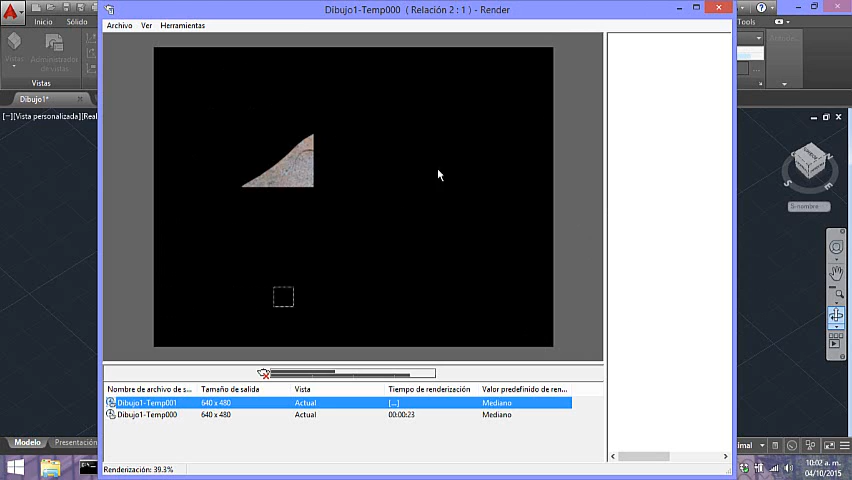 Dibujo1-Temp000 ( Relación 2 : 1 ) - Render
Archivo Ver Herramientas
Inicio Sólido
Tools
Vistas
Administrador de vistas
Vistas
Dibujo1*
[−][Vista personalizada][Real
S-nombre
Nombre de archivo de s... Tamaño de salida Vista Tiempo de renderización Valor predefinido de ren...
Dibujo1-Temp001 640 x 480 Actual [...] Mediano
Dibujo1-Temp000 640 x 480 Actual 00:00:23 Mediano
Modelo Presentación
Renderización: 39.3%
10:02 a. m.
04/10/2015